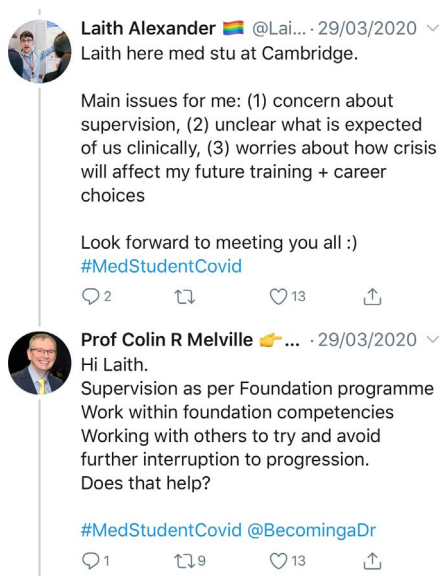 Laith Alexander 🏳️‍🌈 @Lai... · 29/03/2020
Laith here med stu at Cambridge.
Main issues for me: (1) concern about
supervision, (2) unclear what is expected
of us clinically, (3) worries about how crisis
will affect my future training + career
choices
Look forward to meeting you all :)
#MedStudentCovid
2 13
Prof Colin R Melville 👉... · 29/03/2020
Hi Laith.
Supervision as per Foundation programme
Work within foundation competencies
Working with others to try and avoid
further interruption to progression.
Does that help?
#MedStudentCovid @BecomingaDr
1 9 13